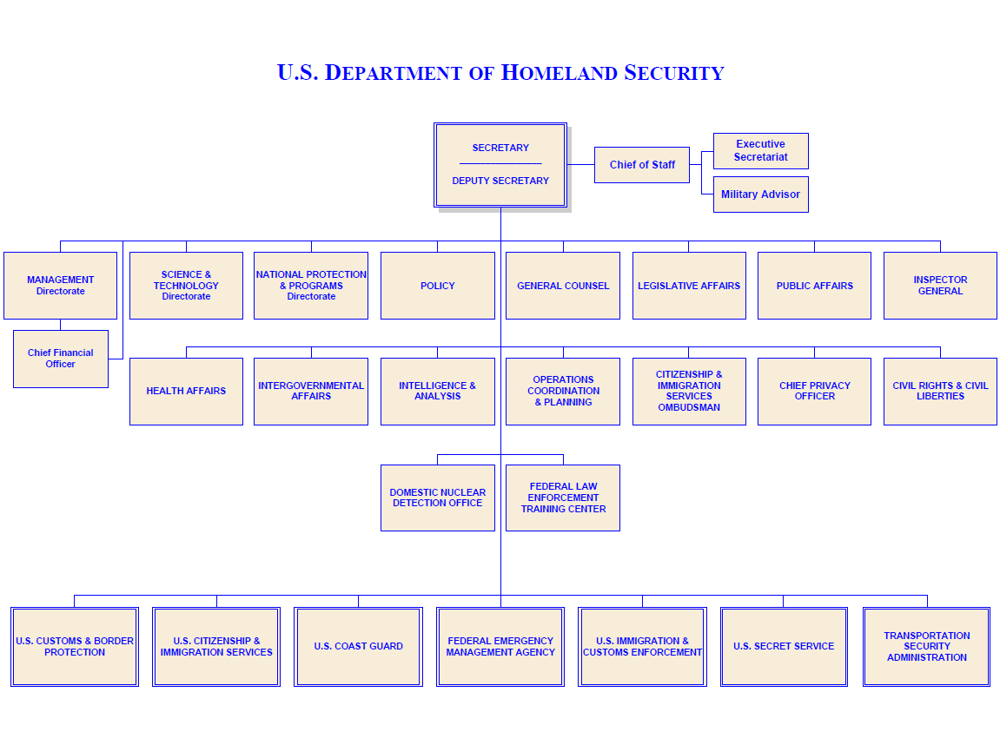 U.S. DEPARTMENT OF HOMELAND SECURITY
SECRETARY
DEPUTY SECRETARY
Chief of Staff
Executive
Secretariat
Military Advisor
MANAGEMENT
Directorate
SCIENCE &
TECHNOLOGY
Directorate
NATIONAL PROTECTION
& PROGRAMS
Directorate
POLICY
GENERAL COUNSEL
LEGISLATIVE AFFAIRS
PUBLIC AFFAIRS
INSPECTOR
GENERAL
Chief Financial
Officer
HEALTH AFFAIRS
INTERGOVERNMENTAL
AFFAIRS
INTELLIGENCE &
ANALYSIS
OPERATIONS
COORDINATION
& PLANNING
CITIZENSHIP &
IMMIGRATION
SERVICES
OMBUDSMAN
CHIEF PRIVACY
OFFICER
CIVIL RIGHTS & CIVIL
LIBERTIES
DOMESTIC NUCLEAR
DETECTION OFFICE
FEDERAL LAW
ENFORCEMENT
TRAINING CENTER
U.S. CUSTOMS & BORDER
PROTECTION
U.S. CITIZENSHIP &
IMMIGRATION SERVICES
U.S. COAST GUARD
FEDERAL EMERGENCY
MANAGEMENT AGENCY
U.S. IMMIGRATION &
CUSTOMS ENFORCEMENT
U.S. SECRET SERVICE
TRANSPORTATION
SECURITY
ADMINISTRATION